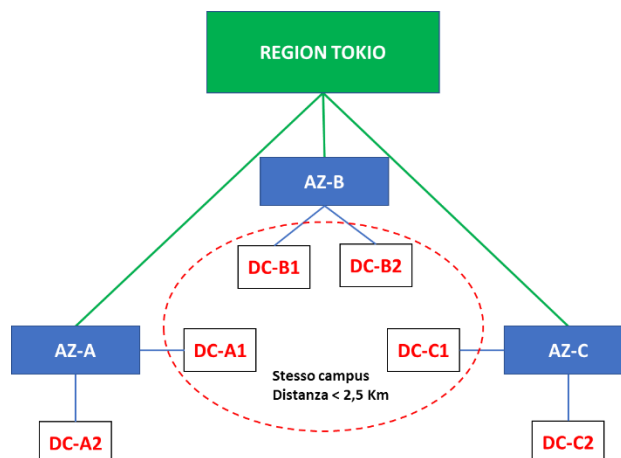 REGION TOKIO
AZ-B
DC-B1
DC-B2
AZ-A
DC-A1
DC-C1
AZ-C
Stesso campus
Distanza < 2,5 Km
DC-A2
DC-C2